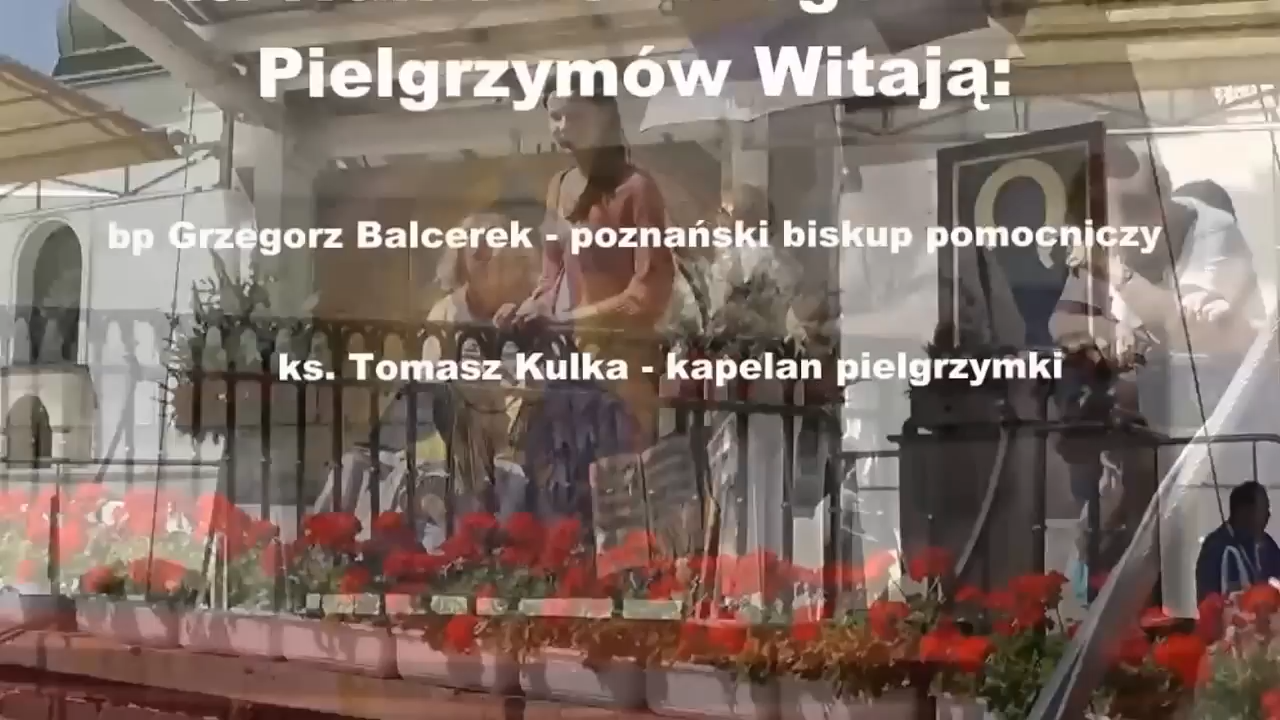 Pielgrzymów Witają:
bp Grzegorz Balcerek - poznański biskup pomocniczy
ks. Tomasz Kulka - kapelan pielgrzymki